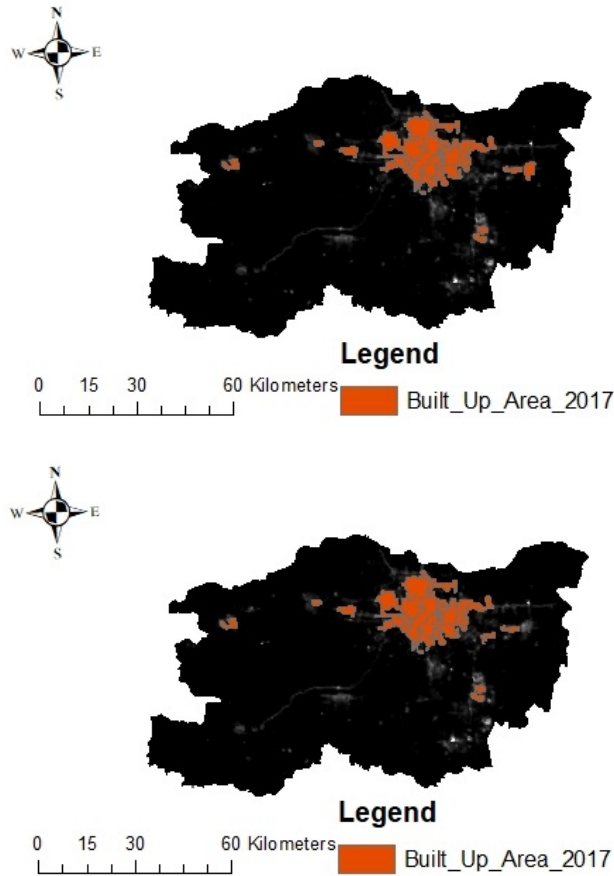 N
W E
S
Legend
0 15 30 60 Kilometers
Built_Up_Area_2017
N
W E
S
Legend
0 15 30 60 Kilometers
Built_Up_Area_2017